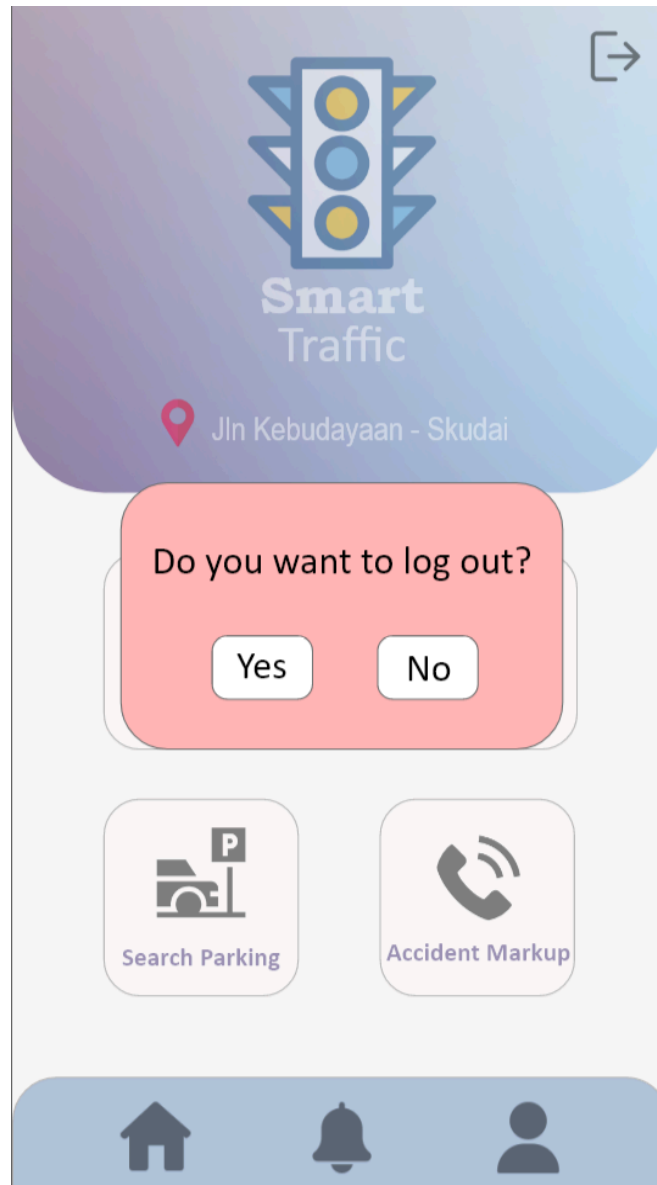 Smart
Traffic
Jln Kebudayaan - Skudai
Do you want to log out?
Yes No
P
Search Parking Accident Markup